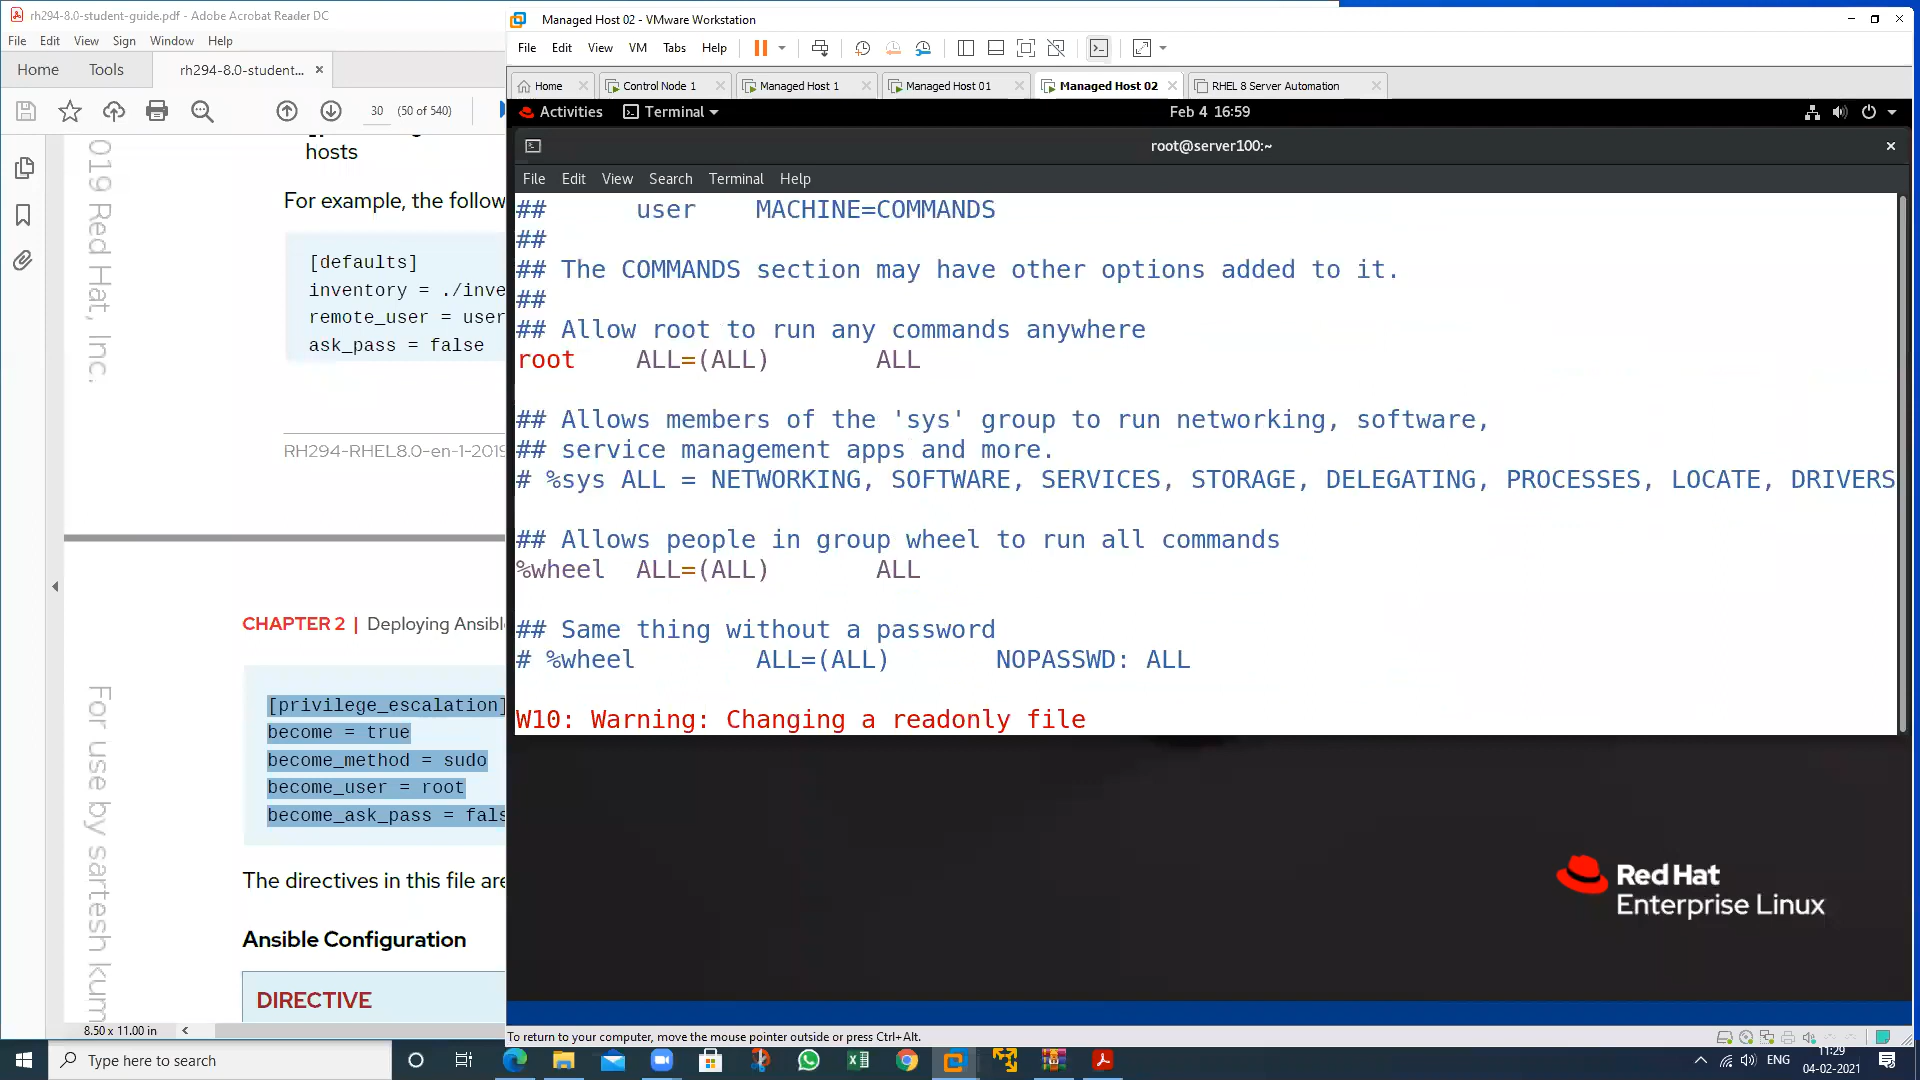 rh294-8.0-student-guide.pdf - Adobe Acrobat Reader DC
File Edit View Sign Window Help
Home Tools rh294-8.0-student... ×
30 (50 of 540)
hosts
For example, the follow
[defaults]
inventory = ./inve
remote_user = user
ask_pass = false
RH294-RHEL8.0-en-1-2019
019 Red Hat, Inc.
CHAPTER 2 | Deploying Ansibl
[privilege_escalation]
become = true
become_method = sudo
become_user = root
become_ask_pass = fals
The directives in this file are
Ansible Configuration
DIRECTIVE
For use by sartesh kum
8.50 x 11.00 in
Managed Host 02 - VMware Workstation
File Edit View VM Tabs Help
Home Control Node 1 Managed Host 1 Managed Host 01 Managed Host 02 RHEL 8 Server Automation
Activities Terminal Feb 4 16:59
root@server100:~
File Edit View Search Terminal Help
## user MACHINE=COMMANDS
##
## The COMMANDS section may have other options added to it.
##
## Allow root to run any commands anywhere
root ALL=(ALL) ALL
## Allows members of the 'sys' group to run networking, software,
## service management apps and more.
# %sys ALL = NETWORKING, SOFTWARE, SERVICES, STORAGE, DELEGATING, PROCESSES, LOCATE, DRIVERS
## Allows people in group wheel to run all commands
%wheel ALL=(ALL) ALL
## Same thing without a password
# %wheel ALL=(ALL) NOPASSWD: ALL
W10: Warning: Changing a readonly file
Red Hat
Enterprise Linux
To return to your computer, move the mouse pointer outside or press Ctrl+Alt.
Type here to search
ENG
11:29
04-02-2021